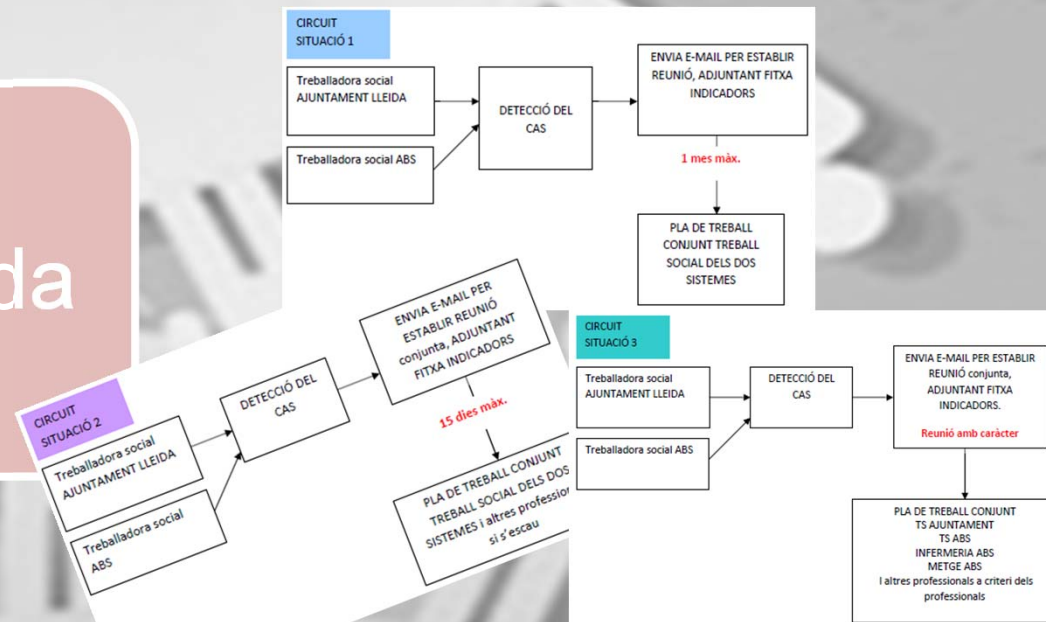 da
CIRCUIT
SITUACIÓ 1
Treballadora social
AJUNTAMENT LLEIDA
Treballadora social ABS
DETECCIÓ DEL
CAS
ENVIA E-MAIL PER ESTABLIR
REUNIÓ, ADJUNTANT FITXA
INDICADORS
1 mes màx.
PLA DE TREBALL
CONJUNT TREBALL
SOCIAL DELS DOS
SISTEMES
CIRCUIT
SITUACIÓ 2
Treballadora social
AJUNTAMENT LLEIDA
Treballadora social
ABS
DETECCIÓ DEL
CAS
ENVIA E-MAIL PER
ESTABLIR REUNIÓ
conjunta, ADJUNTANT
FITXA INDICADORS
15 dies màx.
PLA DE TREBALL CONJUNT
TREBALL SOCIAL DELS DOS
SISTEMES i altres profession
si s'escau
CIRCUIT
SITUACIÓ 3
Treballadora social
AJUNTAMENT LLEIDA
Treballadora social ABS
DETECCIÓ DEL
CAS
ENVIA E-MAIL PER ESTABLIR
REUNIÓ conjunta,
ADJUNTANT FITXA
INDICADORS.
Reunió amb caràcter
PLA DE TREBALL CONJUNT
TS AJUNTAMENT
TS ABS
INFERMERIA ABS
METGE ABS
I altres professionals a criteri dels
professionals